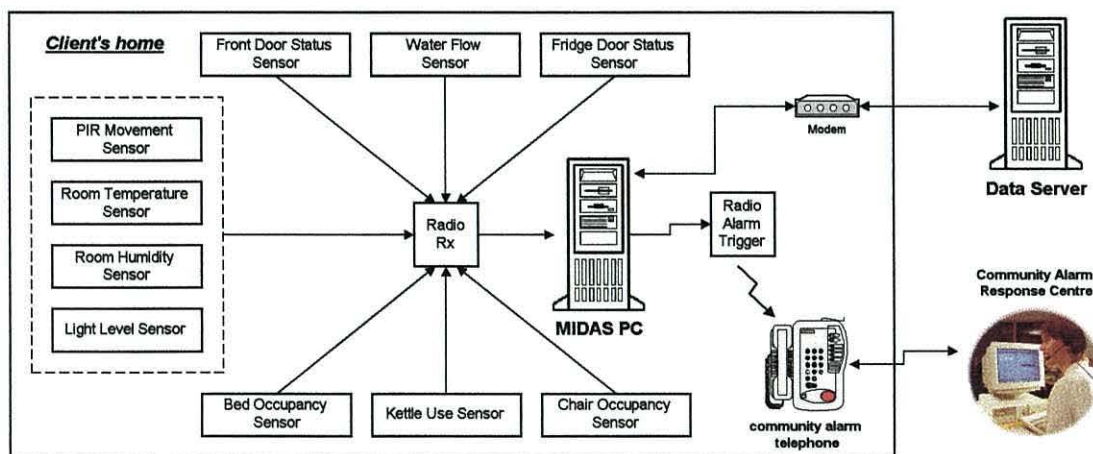 Client's home
Front Door Status
Sensor
Water Flow
Sensor
Fridge Door Status
Sensor
PIR Movement
Sensor
Room Temperature
Sensor
Room Humidity
Sensor
Light Level Sensor
Radio
Rx
MIDAS PC
Modem
Data Server
Radio
Alarm
Trigger
Community Alarm
Response Centre
community alarm
telephone
Bed Occupancy
Sensor
Kettle Use Sensor
Chair Occupancy
Sensor